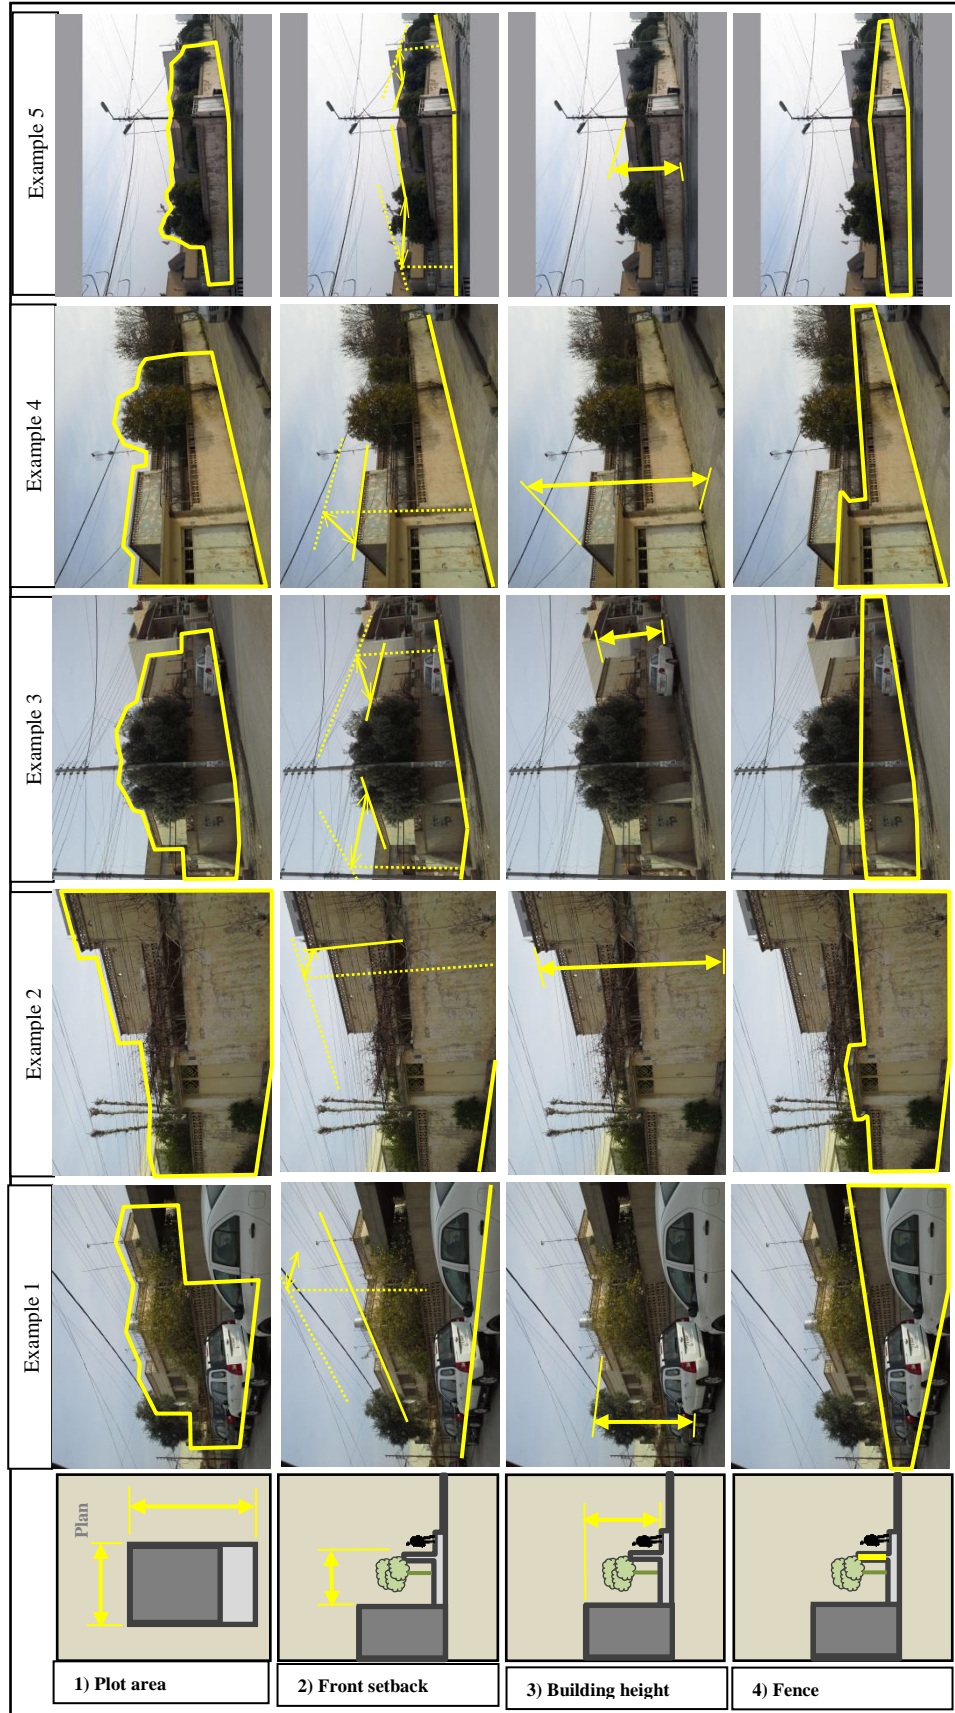 Example 5
Example 4
Example 3
Example 2
Example 1
Plan
1) Plot area
2) Front setback
3) Building height
4) Fence